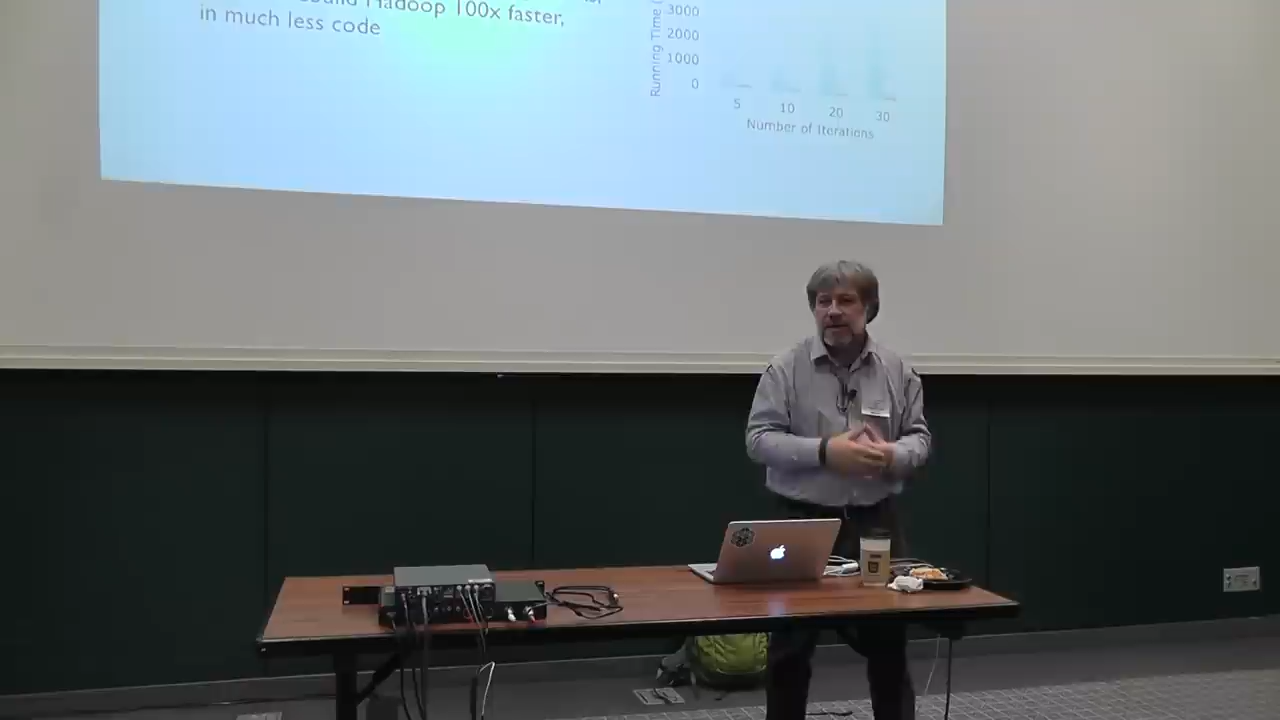 Hadoop 100x faster,
in much less code
Running Time (
3000
2000
1000
0
5
10
20
30
Number of Iterations